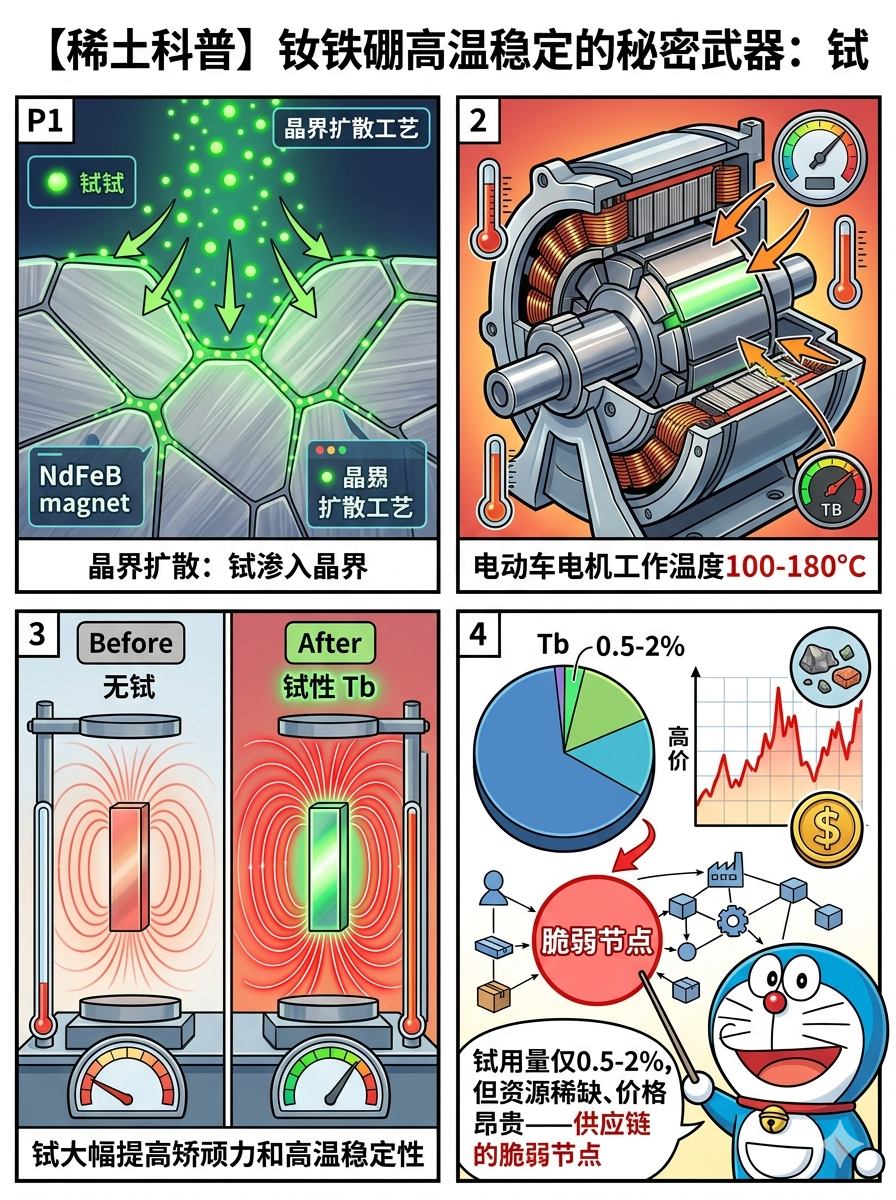 【稀土科普】钕铁硼高温稳定的秘密武器：铽
P1
晶界扩散工艺
铽铽
NdFeB
magnet
晶
扩散工艺
晶界扩散：铽渗入晶界
2
TB
电动车电机工作温度100-180°C
3
Before
无铽
After
铽性 Tb
铽大幅提高矫顽力和高温稳定性
4
Tb
0.5-2%
高价
$
脆弱节点
铽用量仅0.5-2%，
但资源稀缺、价格
昂贵——供应链
的脆弱节点